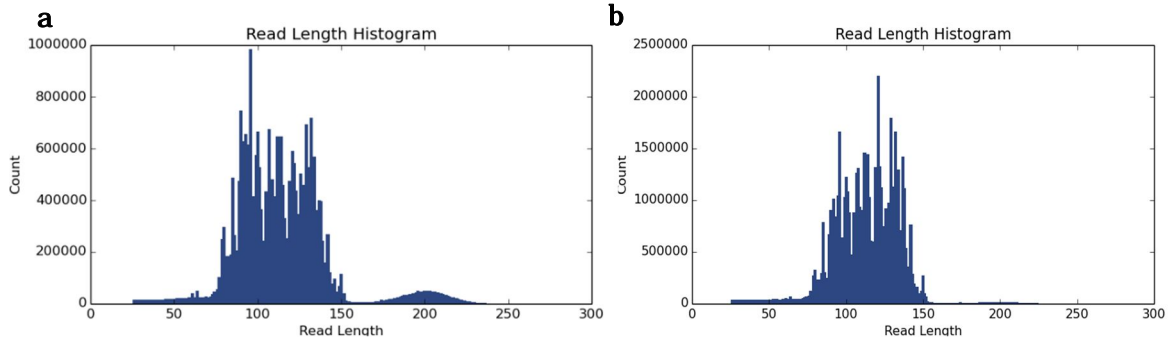 a
Read Length Histogram
1000000
800000
600000
400000
200000
0
Count
0 50 100 150 200 250 300
Read Length
b
Read Length Histogram
2500000
2000000
1500000
1000000
500000
0
Count
0 50 100 150 200 250 300
Read Length